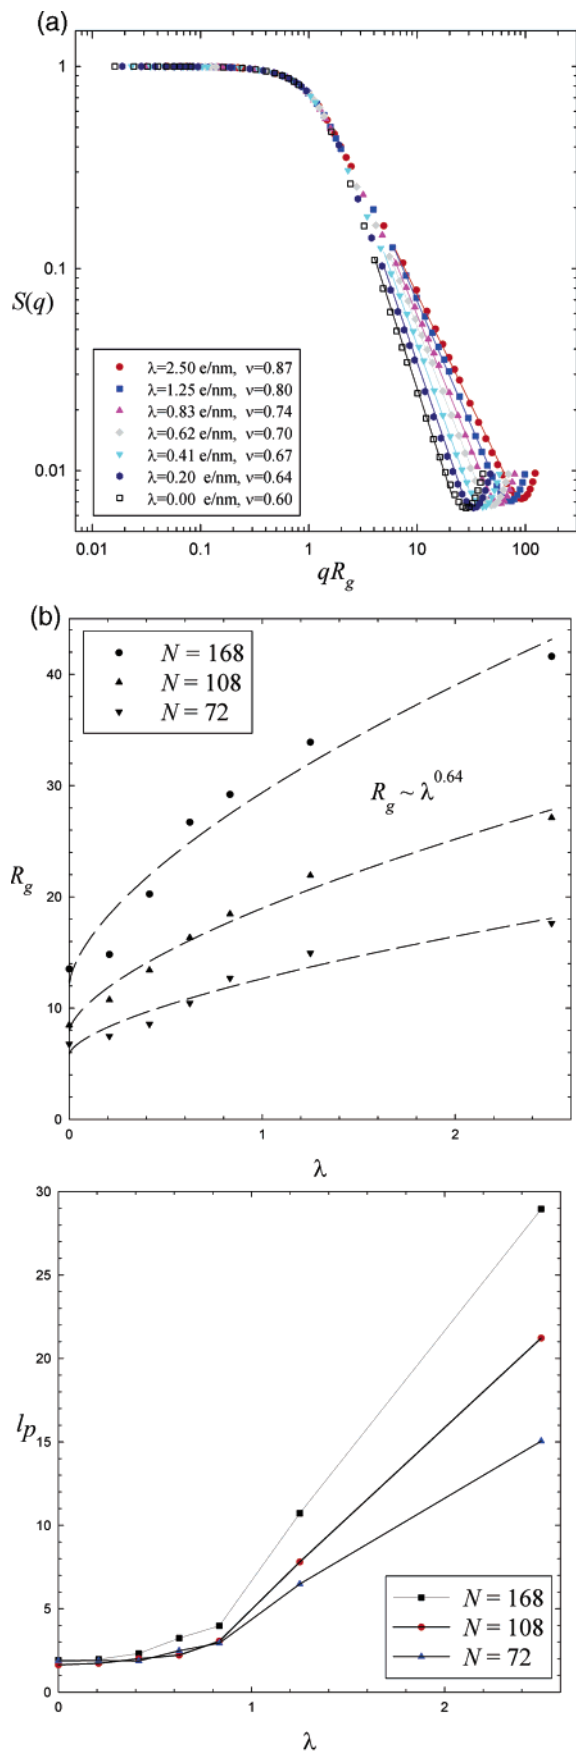 (a)
1
0.1
0.01
S(q)
λ=2.50 e/nm, ν=0.87
λ=1.25 e/nm, ν=0.80
λ=0.83 e/nm, ν=0.74
λ=0.62 e/nm, ν=0.70
λ=0.41 e/nm, ν=0.67
λ=0.20 e/nm, ν=0.64
λ=0.00 e/nm, ν=0.60
0.01 0.1 1 10 100
qRg
(b)
N = 168
N = 108
N = 72
40
30
20
10
0
Rg
Rg ~ λ^0.64
0 1 2
λ
30
25
20
15
10
5
0
lp
N = 168
N = 108
N = 72
0 1 2
λ